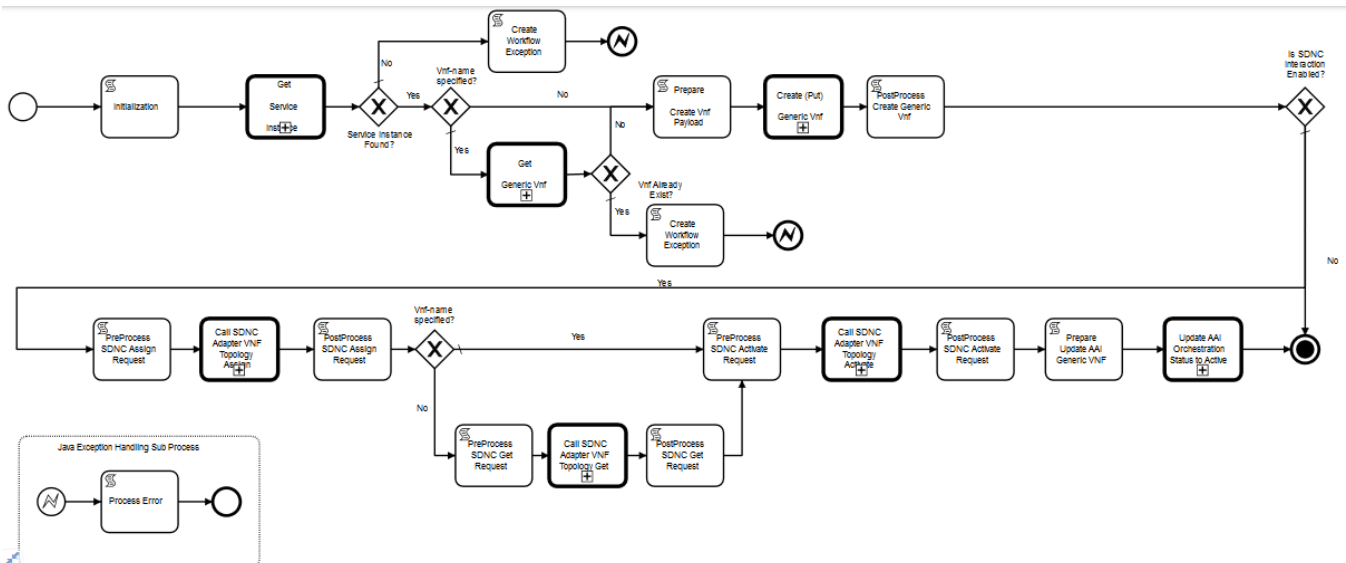 Create
Workflow
Exception
No
Vnf-name
specified?
Is SDNC
Interaction
Enabled?
Initialization
Get
Service
Instance
Yes
No
Prepare
Create Vnf
Payload
Create (Put)
Generic Vnf
PostProcess
Create Generic
Vnf
Service Instance
Found?
No
Yes
Get
Generic Vnf
Vnf Already
Exist?
Yes
Create
Workflow
Exception
No
Yes
Vnf-name
specified?
PreProcess
SDNC Assign
Request
Call SDNC
Adapter VNF
Topology
Assign
PostProcess
SDNC Assign
Request
Yes
PreProcess
SDNC Activate
Request
Call SDNC
Adapter VNF
Topology
Activate
PostProcess
SDNC Activate
Request
Prepare
Update AAI
Generic VNF
Update AAI
Orchestration
Status to Active
No
PreProcess
SDNC Get
Request
Call SDNC
Adapter VNF
Topology Get
PostProcess
SDNC Get
Request
Java Exception Handling Sub Process
Process Error